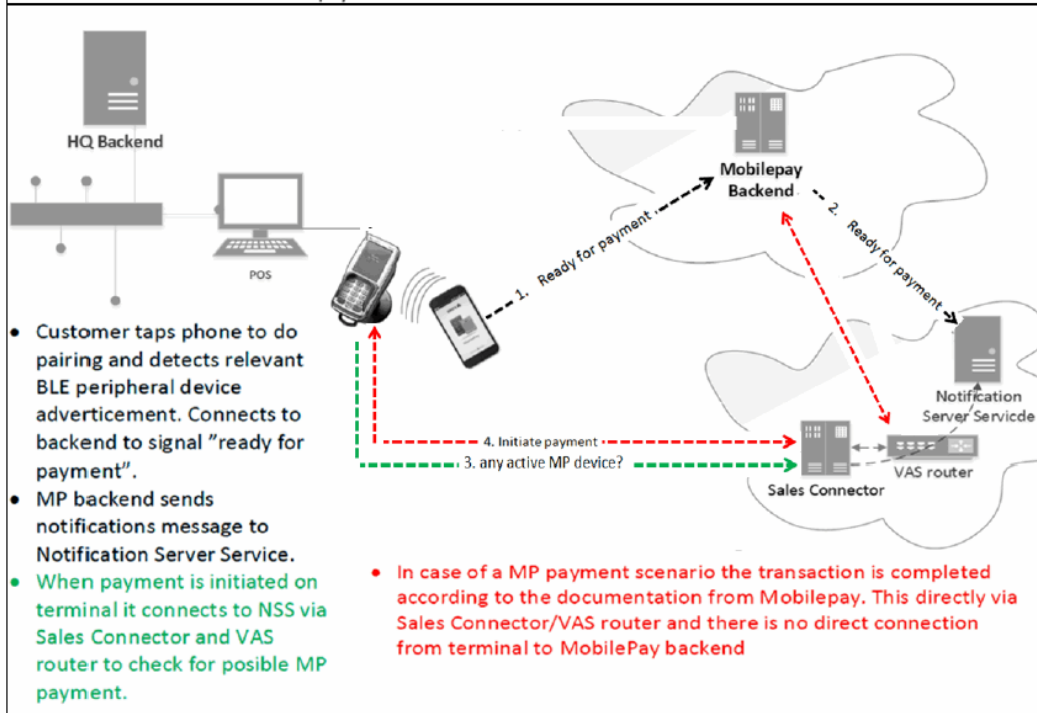 HQ Backend
POS
Mobilepay
Backend
1. Ready for payment
2. Ready for payment
Notification
Server Servicde
4. Initiate payment
3. any active MP device?
Sales Connector
VAS router
• Customer taps phone to do
pairing and detects relevant
BLE peripheral device
adverticement. Connects to
backend to signal ”ready for
payment”.
• MP backend sends
notifications message to
Notification Server Service.
• When payment is initiated on
terminal it connects to NSS via
Sales Connector and VAS
router to check for posible MP
payment.
• In case of a MP payment scenario the transaction is completed
according to the documentation from Mobilepay. This directly via
Sales Connector/VAS router and there is no direct connection
from terminal to MobilePay backend